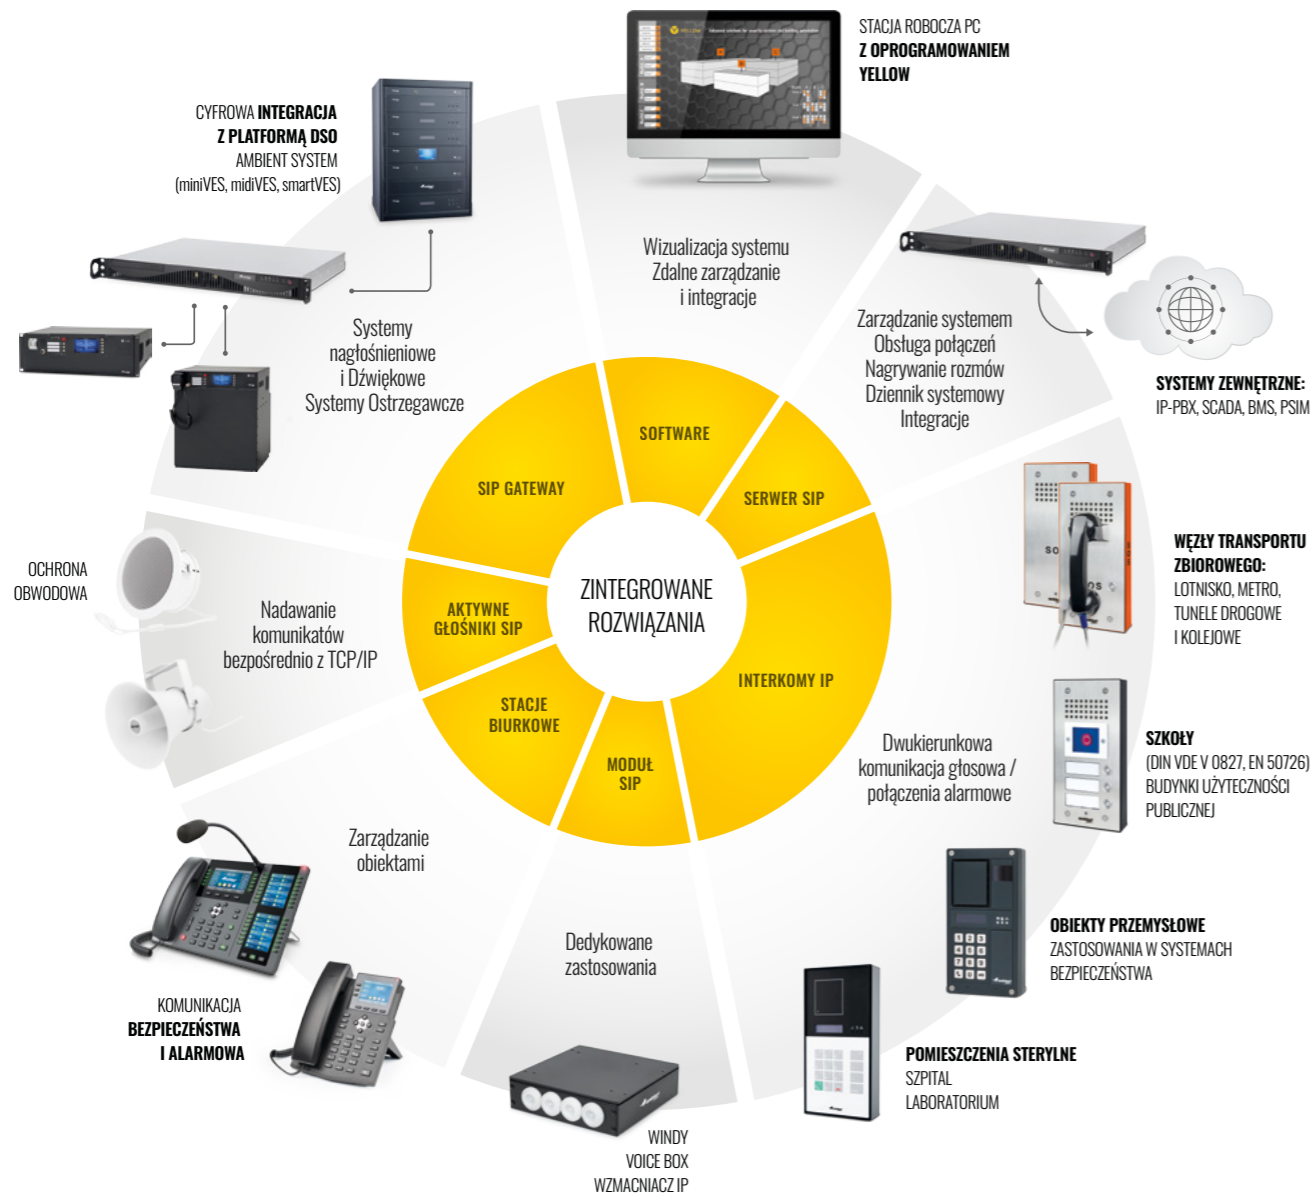 STACJA ROBOCZA PC
Z OPROGRAMOWANIEM
YELLOW
CYFROWA INTEGRACJA
Z PLATFORMĄ DSO
AMBIENT SYSTEM
(miniVES, midiVES, smartVES)
Wizualizacja systemu
Zdalne zarządzanie
i integracje
Zarządzanie systemem
Obsługa połączeń
Nagrywanie rozmów
Dziennik systemowy
Integracje
SYSTEMY ZEWNĘTRZNE:
IP-PBX, SCADA, BMS, PSIM
Systemy
nagłośnieniowe
i Dźwiękowe
Systemy Ostrzegawcze
SOFTWARE
SIP GATEWAY
SERWER SIP
WĘZŁY TRANSPORTU
ZBIOROWEGO:
LOTNISKO, METRO,
TUNELE DROGOWE
I KOLEJOWE
OCHRONA
OBWODOWA
Nadawanie
komunikatów
bezpośrednio z TCP/IP
AKTYWNE
GŁOŚNIKI SIP
ZINTEGROWANE
ROZWIĄZANIA
INTERKOMY IP
STACJE
BIURKOWE
MODUŁ
SIP
Dwukierunkowa
komunikacja głosowa /
połączenia alarmowe
SZKOŁY
(DIN VDE V 0827, EN 50726)
BUDYNKI UŻYTECZNOŚCI
PUBLICZNEJ
Zarządzanie
obiektami
Dedykowane
zastosowania
OBIEKTY PRZEMYSŁOWE
ZASTOSOWANIA W SYSTEMACH
BEZPIECZEŃSTWA
KOMUNIKACJA
BEZPIECZEŃSTWA
I ALARMOWA
POMIESZCZENIA STERYLNE
SZPITAL
LABORATORIUM
WINDY
VOICE BOX
WZMACNIACZ IP